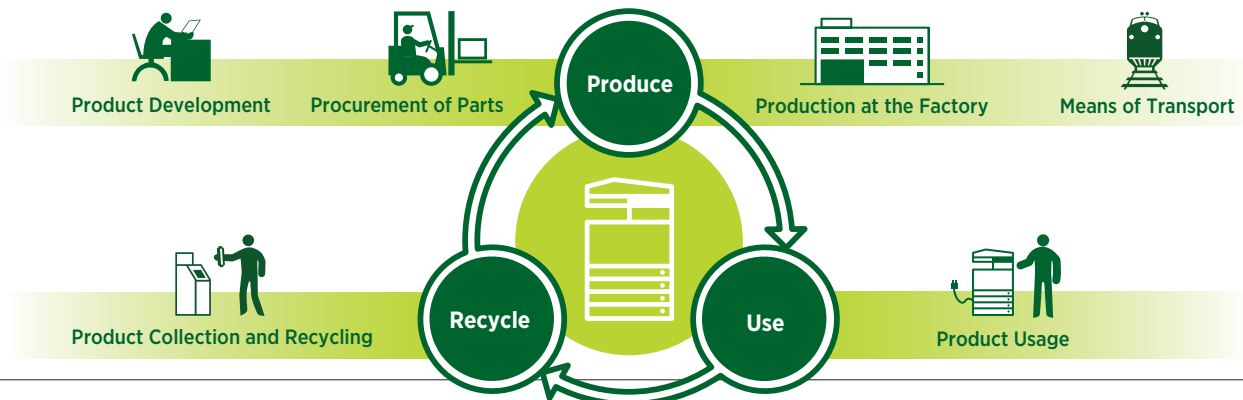 Produce
Product Development
Procurement of Parts
Production at the Factory
Means of Transport
Recycle
Use
Product Collection and Recycling
Product Usage